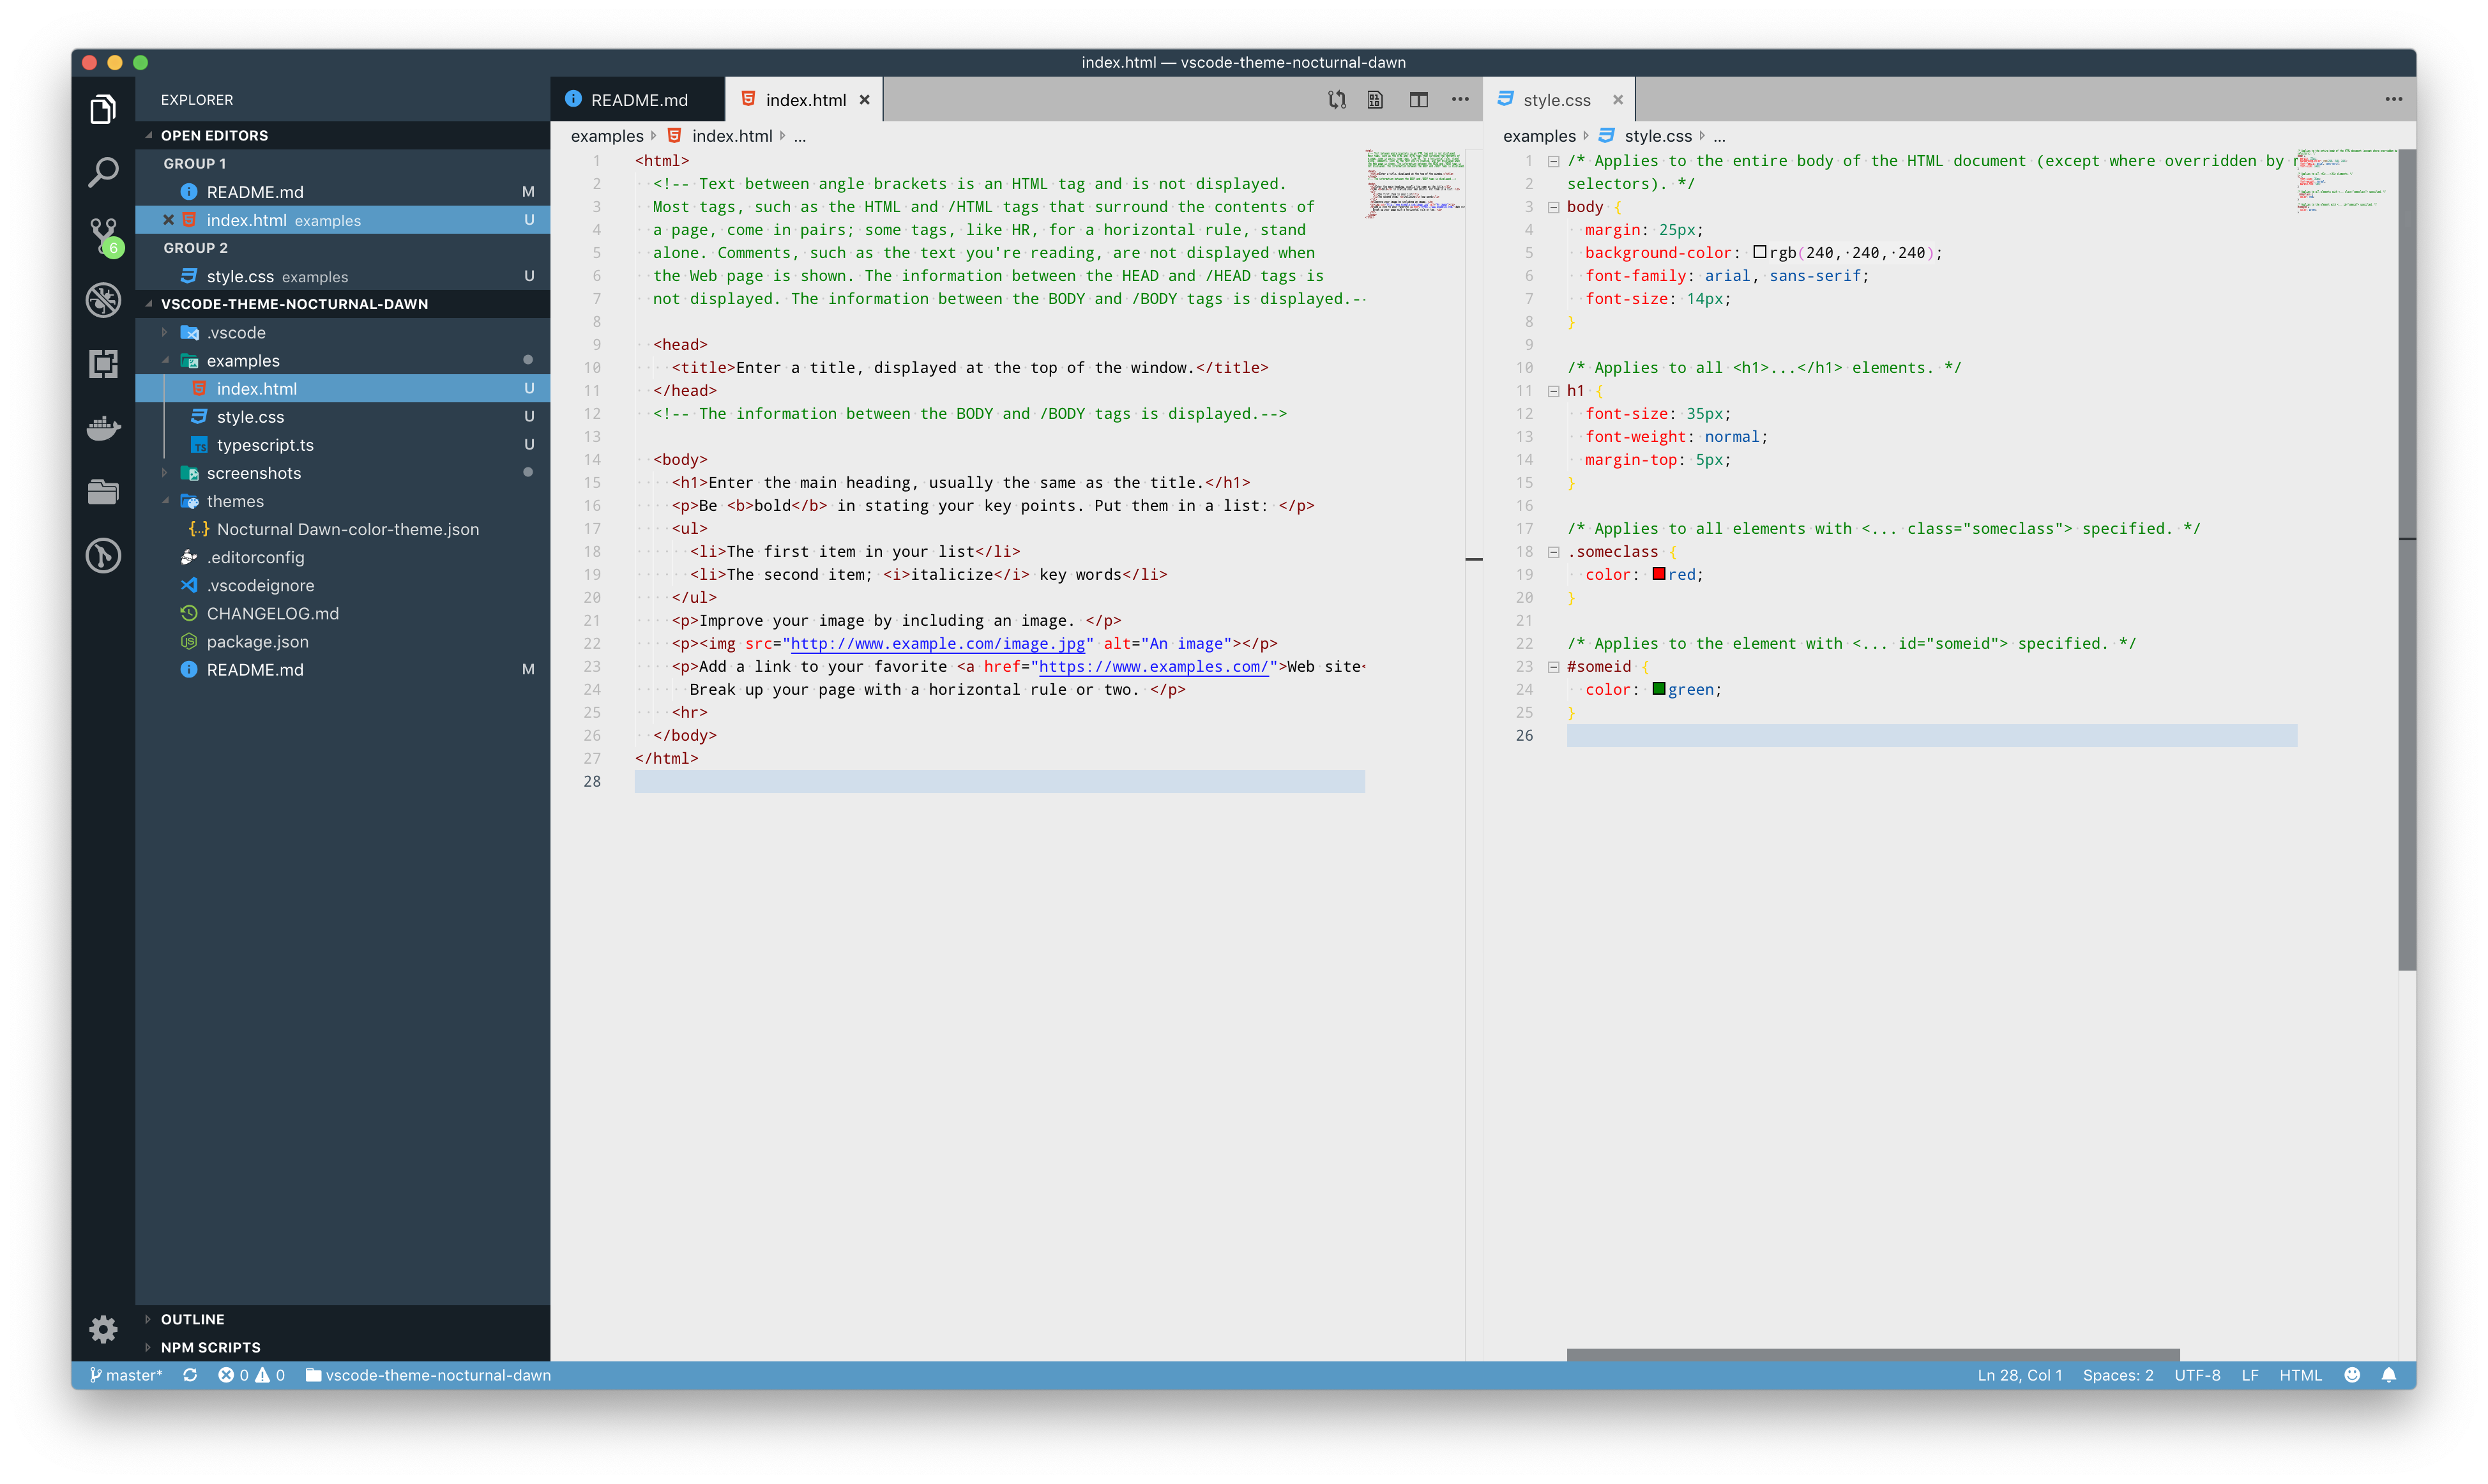 index.html — vscode-theme-nocturnal-dawn
EXPLORER
OPEN EDITORS
GROUP 1
README.md M
index.html examples U
GROUP 2
style.css examples U
VSCODE-THEME-NOCTURNAL-DAWN
.vscode
examples
index.html U
style.css U
typescript.ts U
screenshots
themes
Nocturnal Dawn-color-theme.json
.editorconfig
.vscodeignore
CHANGELOG.md
package.json
README.md M
OUTLINE
NPM SCRIPTS
6
README.md index.html
examples index.html ...
1 <html>
2 <!-- Text between angle brackets is an HTML tag and is not displayed.
3 Most tags, such as the HTML and /HTML tags that surround the contents of
4 a page, come in pairs; some tags, like HR, for a horizontal rule, stand
5 alone. Comments, such as the text you're reading, are not displayed when
6 the Web page is shown. The information between the HEAD and /HEAD tags is
7 not displayed. The information between the BODY and /BODY tags is displayed.-
8
9 <head>
10 <title>Enter a title, displayed at the top of the window.</title>
11 </head>
12 <!-- The information between the BODY and /BODY tags is displayed.-->
13
14 <body>
15 <h1>Enter the main heading, usually the same as the title.</h1>
16 <p>Be <b>bold</b> in stating your key points. Put them in a list: </p>
17 <ul>
18 <li>The first item in your list</li>
19 <li>The second item; <i>italicize</i> key words</li>
20 </ul>
21 <p>Improve your image by including an image. </p>
22 <p><img src="http://www.example.com/image.jpg" alt="An image"></p>
23 <p>Add a link to your favorite <a href="https://www.examples.com/">Web site<
24 Break up your page with a horizontal rule or two. </p>
25 <hr>
26 </body>
27 </html>
28
style.css
examples style.css ...
1 /* Applies to the entire body of the HTML document (except where overridden by
2 selectors). */
3 body {
4 margin: 25px;
5 background-color: rgb(240, 240, 240);
6 font-family: arial, sans-serif;
7 font-size: 14px;
8 }
9
10 /* Applies to all <h1>...</h1> elements. */
11 h1 {
12 font-size: 35px;
13 font-weight: normal;
14 margin-top: 5px;
15 }
16
17 /* Applies to all elements with <... class="someclass"> specified. */
18 .someclass {
19 color: red;
20 }
21
22 /* Applies to the element with <... id="someid"> specified. */
23 #someid {
24 color: green;
25 }
26
master* 0 0 vscode-theme-nocturnal-dawn Ln 28, Col 1 Spaces: 2 UTF-8 LF HTML